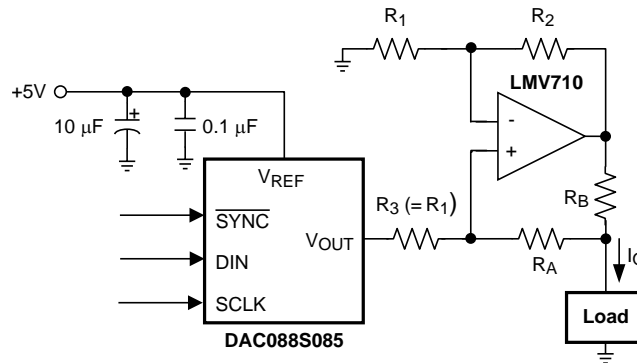 R1
R2
LMV710
+5V
+
10 μF
0.1 μF
-
+
VREF
RB
R3 (= R1)
SYNC
VOUT
RA
IO
DIN
SCLK
Load
DAC088S085